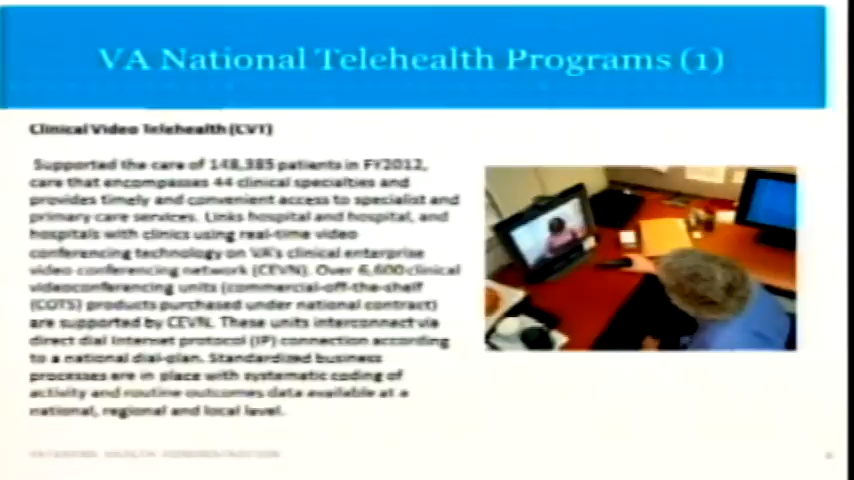 VA National Telehealth Programs (1)
Clinical Video Telehealth (CVT)
Supported the care of 148,385 patients in FY2012,
care that encompasses 44 clinical specialties and
provides timely and convenient access to specialist and
primary care services. Links hospital and hospital, and
hospitals with clinics using real-time video
conferencing technology on VA's clinical enterprise
video conferencing network (CEVN). Over 6,600 clinical
videoconferencing units (commercial-off-the-shelf
(COTS) products purchased under national contract)
are supported by CEVN. These units interconnect via
direct dial Internet protocol (IP) connection according
to a national dial-plan. Standardized business
processes are in place with systematic coding of
activity and routine outcomes data available at a
national, regional and local level.
VETERANS HEALTH ADMINISTRATION